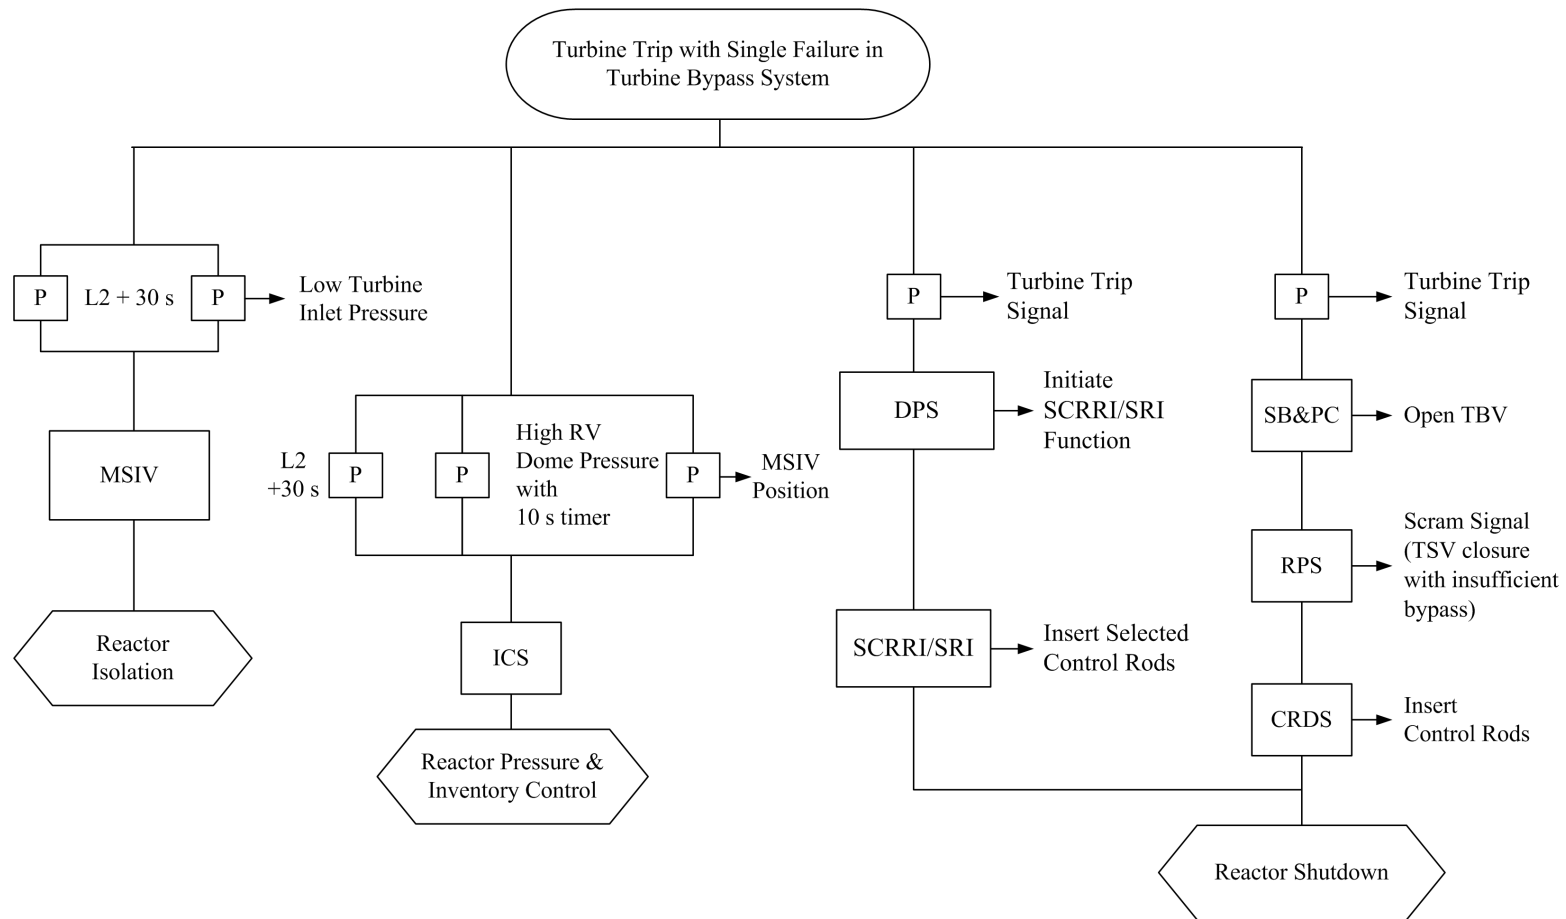 Turbine Trip with Single Failure in
Turbine Bypass System
P
L2 + 30 s
P
Low Turbine
Inlet Pressure
MSIV
Reactor
Isolation
L2
+30 s
P
P
High RV
Dome Pressure
with
10 s timer
P
MSIV
Position
ICS
Reactor Pressure &
Inventory Control
P
Turbine Trip
Signal
DPS
Initiate
SCRRI/SRI
Function
SCRRI/SRI
Insert Selected
Control Rods
P
Turbine Trip
Signal
SB&PC
Open TBV
RPS
Scram Signal
(TSV closure
with insufficient
bypass)
CRDS
Insert
Control Rods
Reactor Shutdown